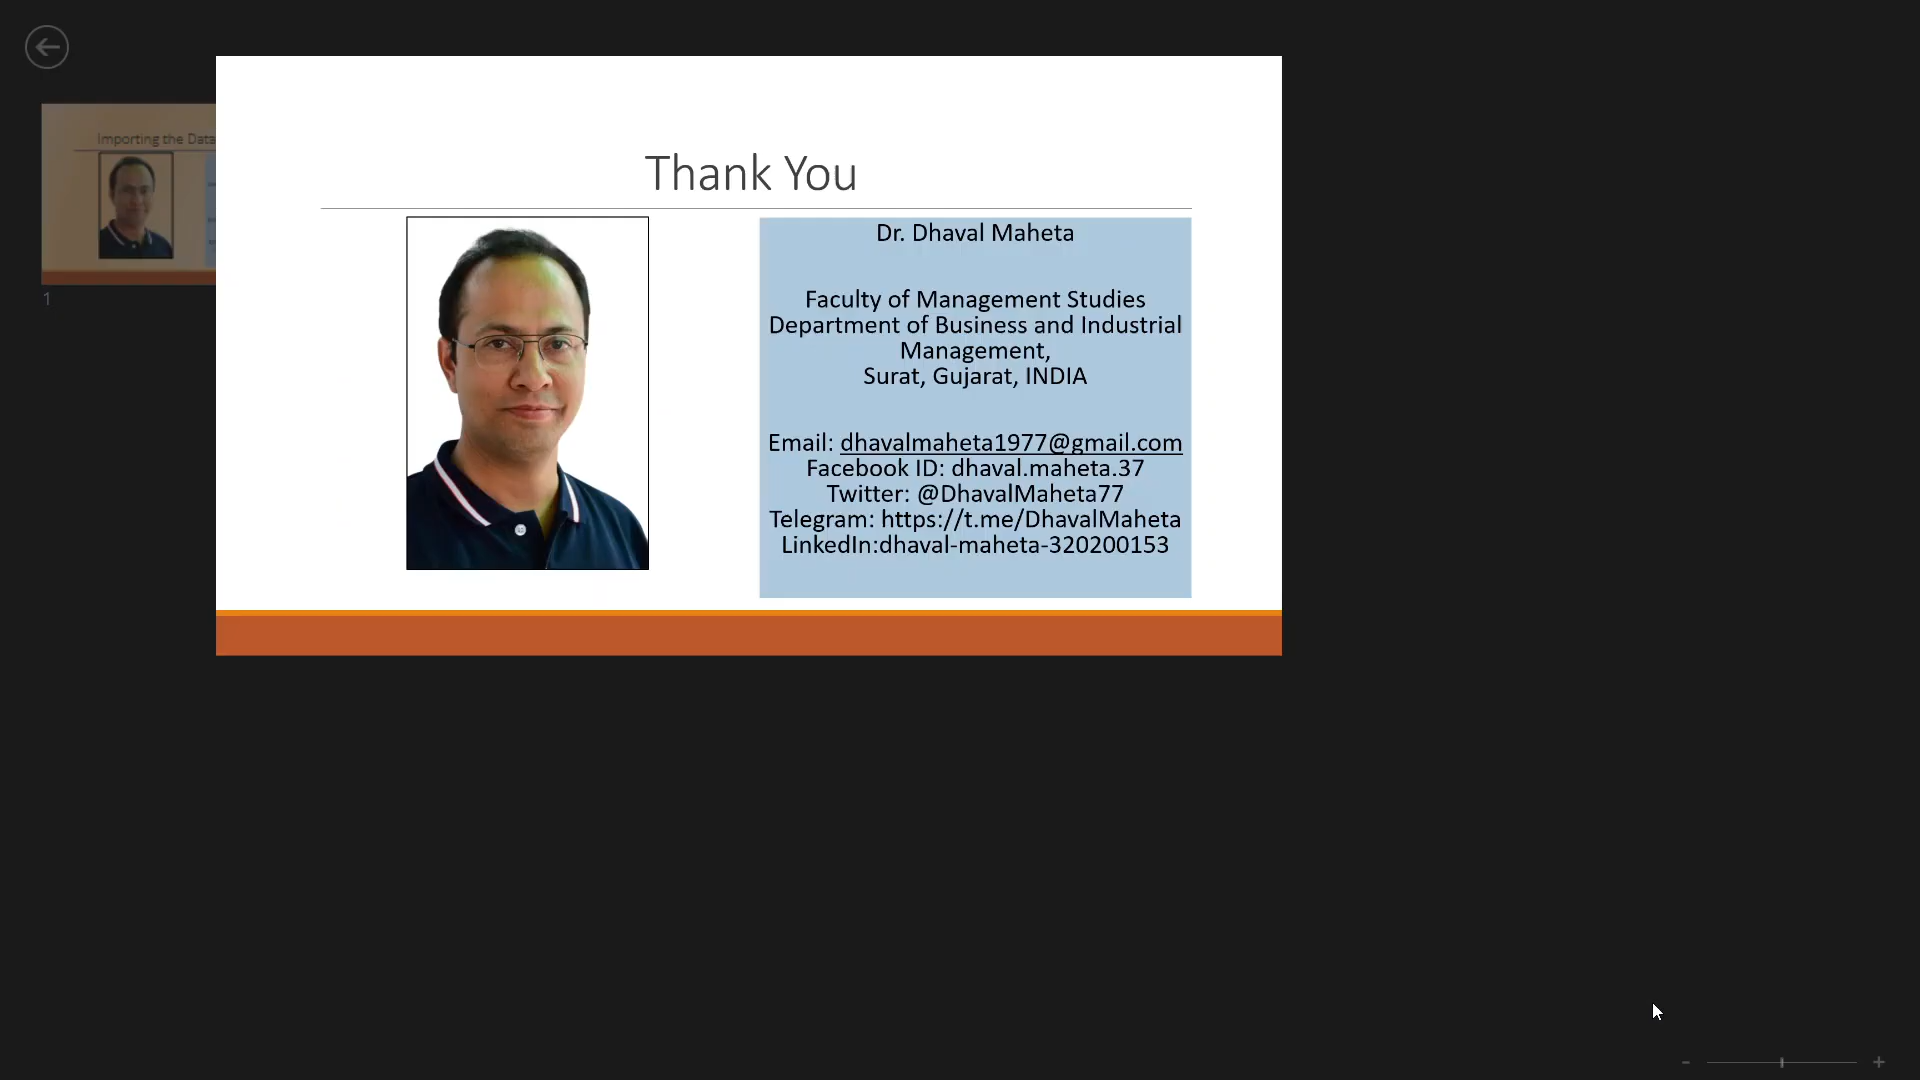 Importing the Data
1
Thank You
Dr. Dhaval Maheta
Faculty of Management Studies
Department of Business and Industrial
Management,
Surat, Gujarat, INDIA
Email: dhavalmaheta1977@gmail.com
Facebook ID: dhaval.maheta.37
Twitter: @DhavalMaheta77
Telegram: https://t.me/DhavalMaheta
LinkedIn:dhaval-maheta-320200153